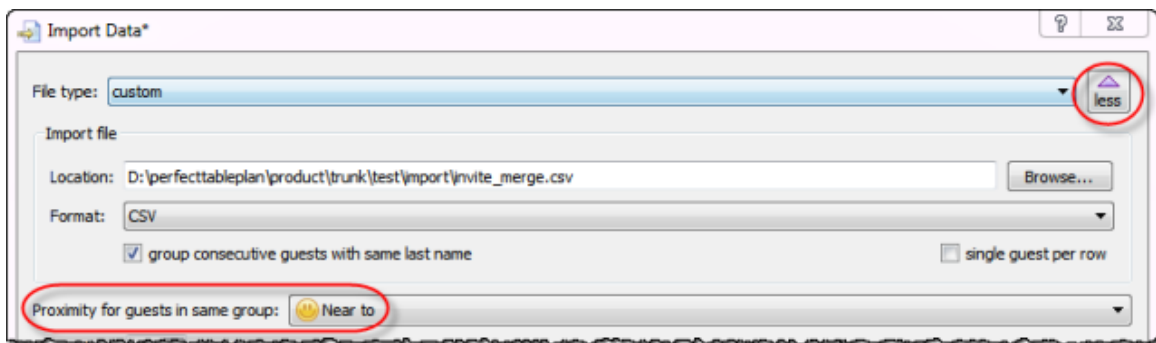 Import Data*
File type: custom
less
Import file
Location: D:\perfecttableplan\product\trunk\test\import\invite_merge.csv
Browse...
Format: CSV
group consecutive guests with same last name
single guest per row
Proximity for guests in same group: Near to